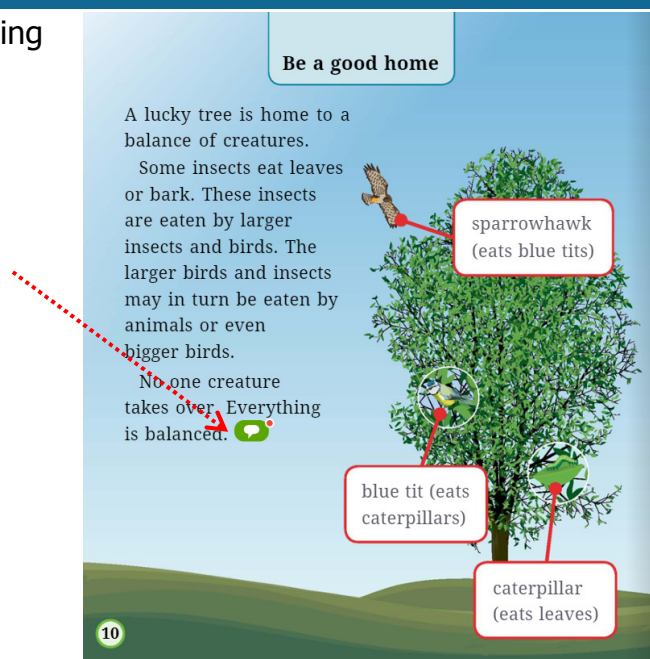 ing
Be a good home
A lucky tree is home to a
balance of creatures.
Some insects eat leaves
or bark. These insects
are eaten by larger
insects and birds. The
larger birds and insects
may in turn be eaten by
animals or even
bigger birds.
No one creature
takes over. Everything
is balanced.
sparrowhawk
(eats blue tits)
blue tit (eats
caterpillars)
caterpillar
(eats leaves)
10